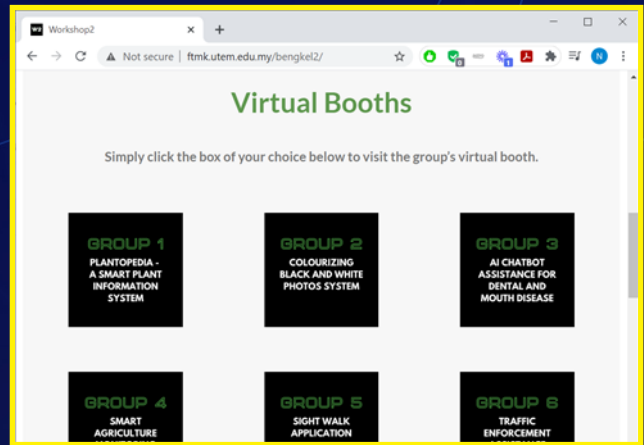 W2 Workshop2
Not secure | ftmk.utem.edu.my/bengkel2/
N
Virtual Booths
Simply click the box of your choice below to visit the group's virtual booth.
GROUP 1
PLANTOPEDIA -
A SMART PLANT
INFORMATION
SYSTEM
GROUP 2
COLOURIZING
BLACK AND WHITE
PHOTOS SYSTEM
GROUP 3
AI CHATBOT
ASSISTANCE FOR
DENTAL AND
MOUTH DISEASE
GROUP 4
SMART
AGRICULTURE
GROUP 5
SIGHT WALK
APPLICATION
GROUP 6
TRAFFIC
ENFORCEMENT